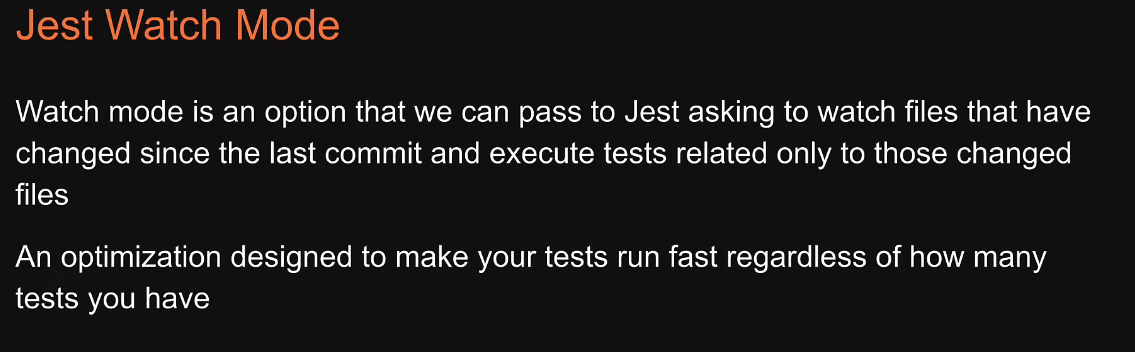 Jest Watch Mode
Watch mode is an option that we can pass to Jest asking to watch files that have
changed since the last commit and execute tests related only to those changed
files
An optimization designed to make your tests run fast regardless of how many
tests you have